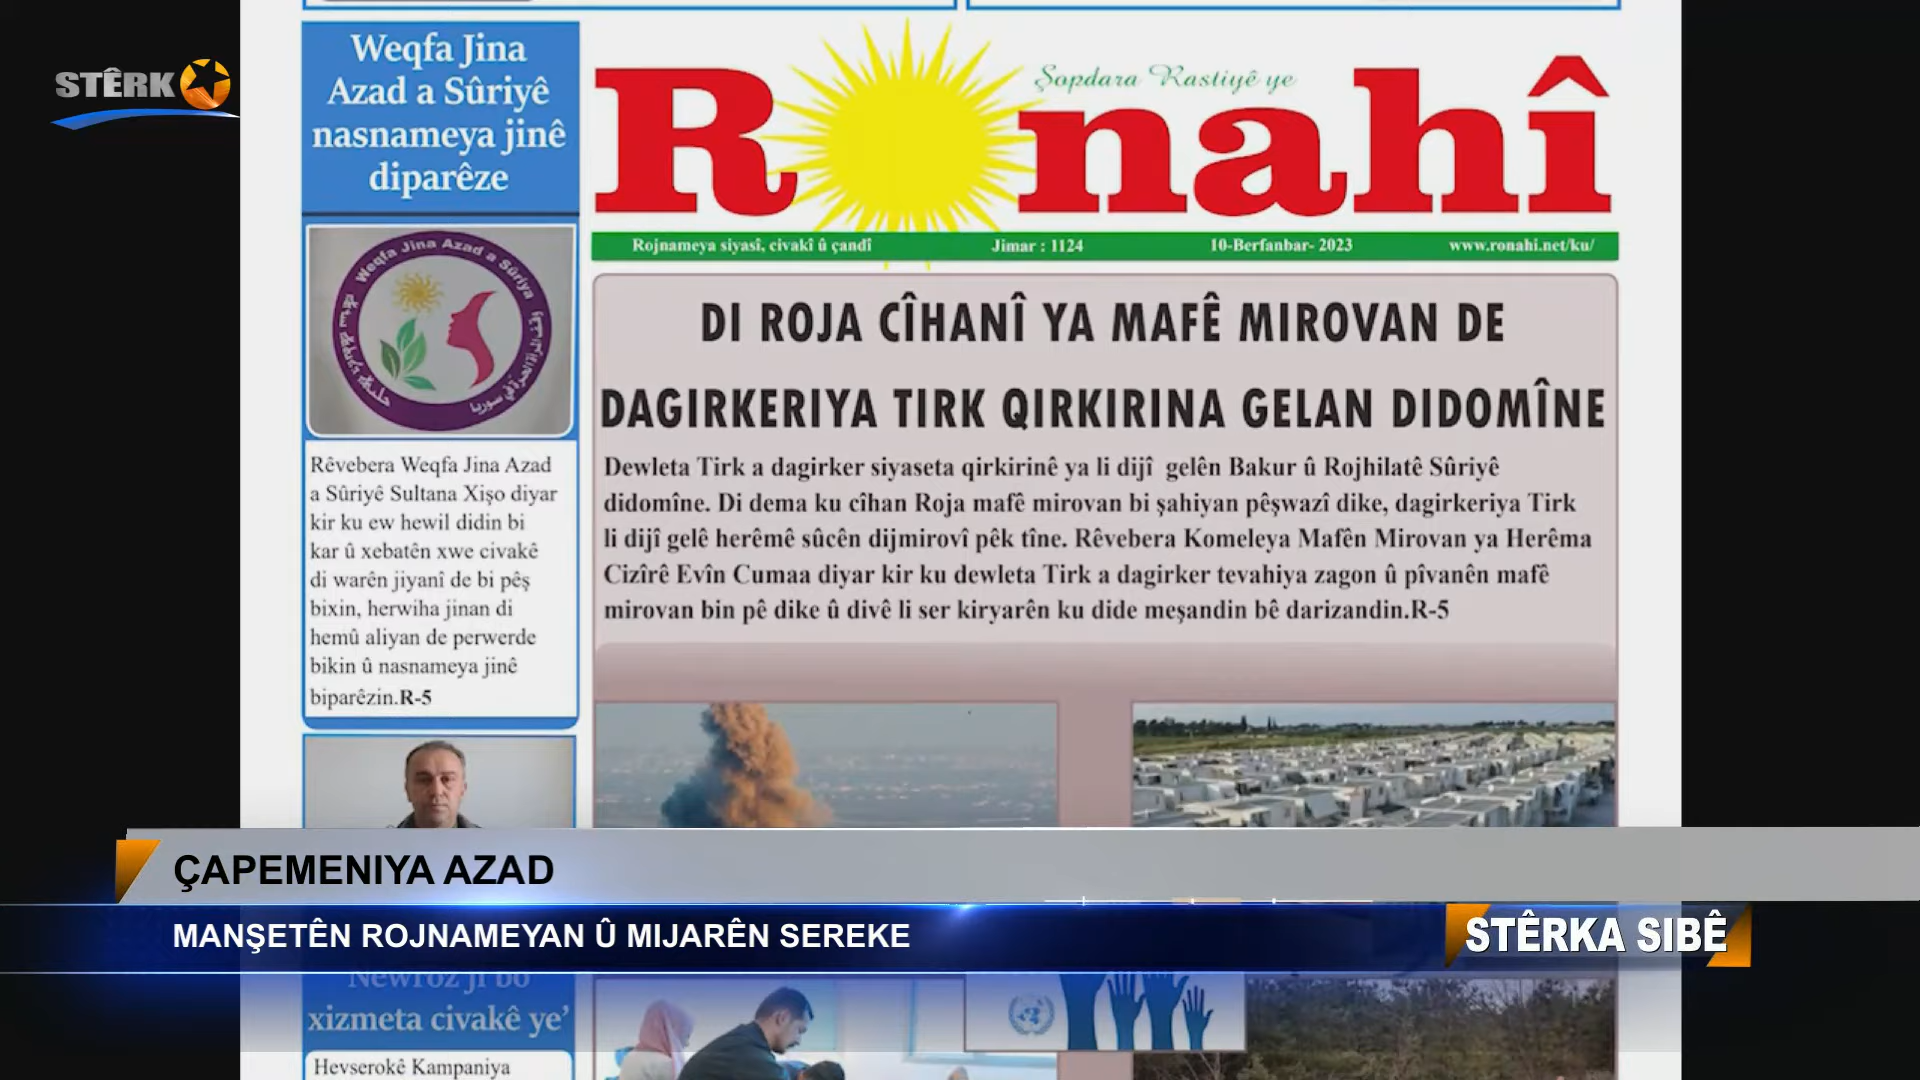 STÊRK
Weqfa Jina
Azad a Sûriyê
nasnameya jinê
diparêze
Weqfa Jina Azad a Sûriya
Rêvebera Weqfa Jina Azad
a Sûriyê Sultana Xişo diyar
kir ku ew hewil didin bi
kar û xebatên xwe civakê
di warên jiyanî de bi pêş
bixin, herwiha jinan di
hemû aliyan de perwerde
bikin û nasnameya jinê
biparêzin.R-5
Şopdara Rastiyê ye
Ronahî
Rojnameya siyasî, civakî û çandî
Jimar : 1124
10-Berfanbar- 2023
www.ronahi.net/ku/
DI ROJA CÎHANÎ YA MAFÊ MIROVAN DE
DAGIRKERIYA TIRK QIRKIRINA GELAN DIDOMÎNE
Dewleta Tirk a dagirker siyaseta qirkirinê ya li dijî gelên Bakur û Rojhilatê Sûriyê
didomîne. Di dema ku cîhan Roja mafê mirovan bi şahiyan pêşwazî dike, dagirkeriya Tirk
li dijî gelê herêmê sûcên dijmirovî pêk tîne. Rêvebera Komeleya Mafên Mirovan ya Herêma
Cizîrê Evîn Cumaa diyar kir ku dewleta Tirk a dagirker tevahiya zagon û pîvanên mafê
mirovan bin pê dike û divê li ser kiryarên ku dide meşandin bê darizandin.R-5
ÇAPEMENIYA AZAD
MANŞETÊN ROJNAMEYAN Û MIJARÊN SEREKE
STÊRKA SIBÊ
Newroz ji bo
xizmeta civakê ye’
Hevserokê Kampaniya